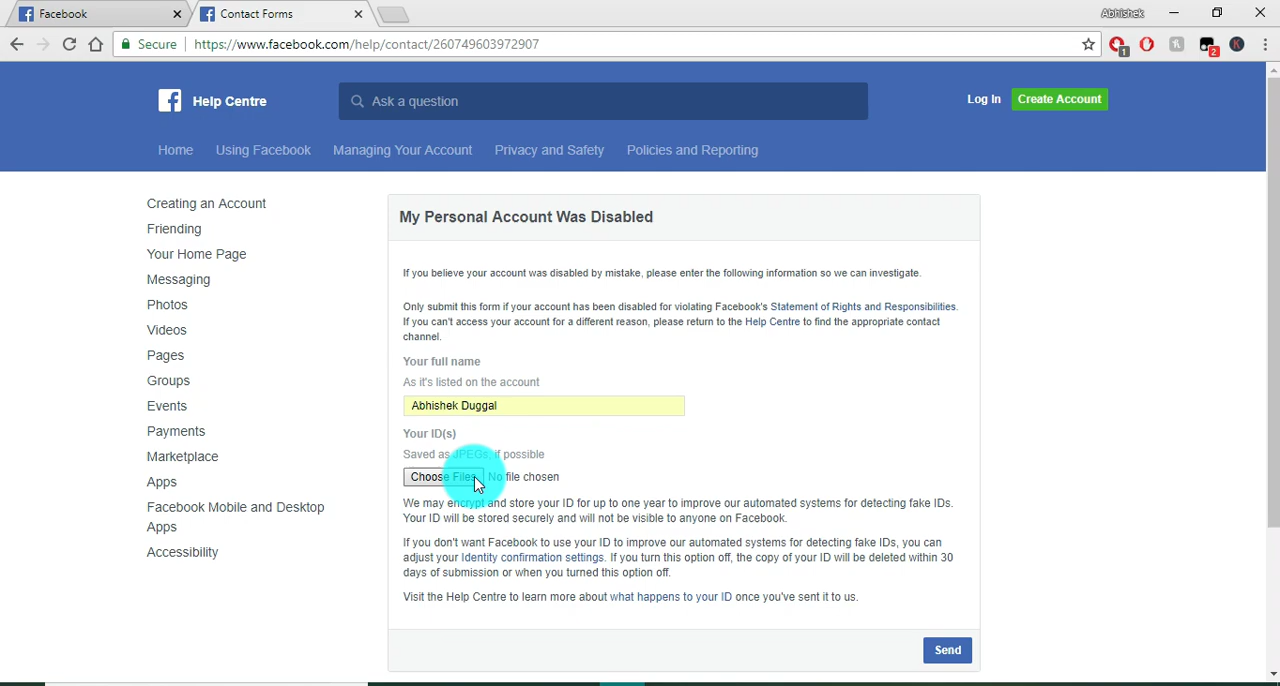 Facebook
Contact Forms
Abhishek
Secure
https://www.facebook.com/help/contact/260749603972907
1
2
K
Help Centre
Ask a question
Log In
Create Account
Home
Using Facebook
Managing Your Account
Privacy and Safety
Policies and Reporting
Creating an Account
Friending
Your Home Page
Messaging
Photos
Videos
Pages
Groups
Events
Payments
Marketplace
Apps
Facebook Mobile and Desktop
Apps
Accessibility
My Personal Account Was Disabled
If you believe your account was disabled by mistake, please enter the following information so we can investigate.
Only submit this form if your account has been disabled for violating Facebook's Statement of Rights and Responsibilities.
If you can't access your account for a different reason, please return to the Help Centre to find the appropriate contact
channel.
Your full name
As it's listed on the account
Abhishek Duggal
Your ID(s)
Saved as JPEGs, if possible
Choose Files No file chosen
We may encrypt and store your ID for up to one year to improve our automated systems for detecting fake IDs.
Your ID will be stored securely and will not be visible to anyone on Facebook.
If you don't want Facebook to use your ID to improve our automated systems for detecting fake IDs, you can
adjust your Identity confirmation settings. If you turn this option off, the copy of your ID will be deleted within 30
days of submission or when you turned this option off.
Visit the Help Centre to learn more about what happens to your ID once you've sent it to us.
Send